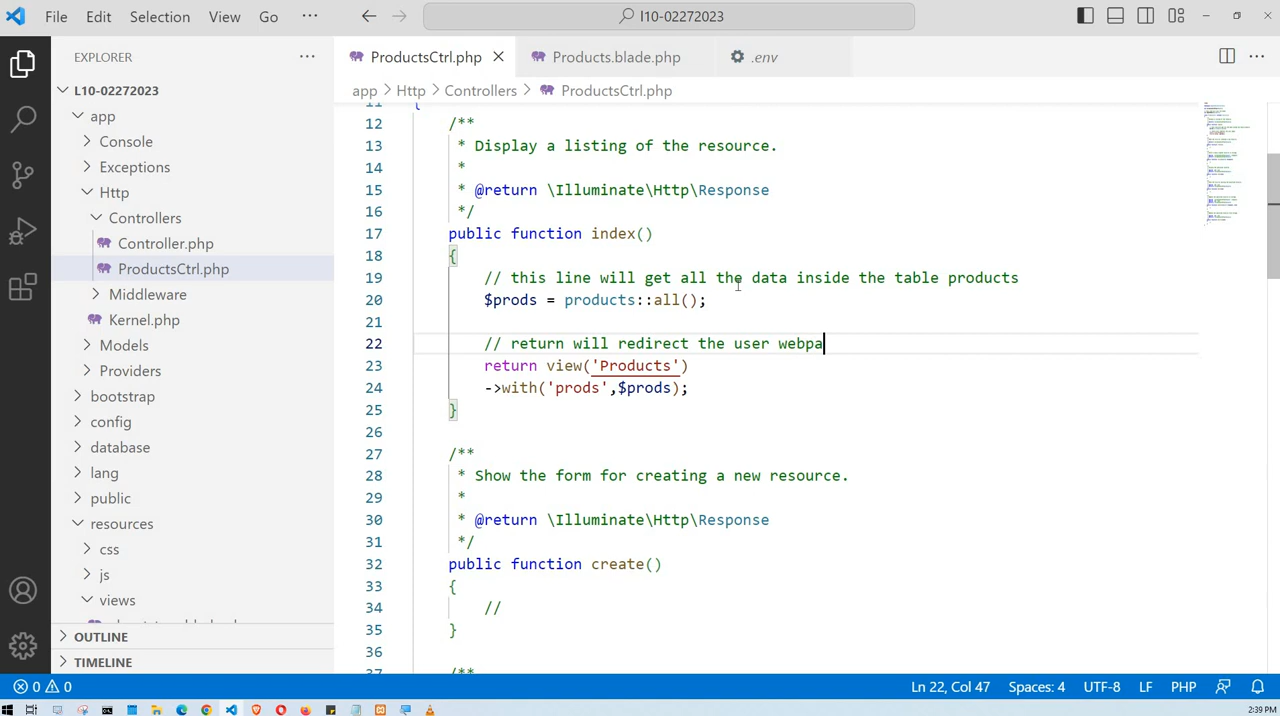 File Edit Selection View Go ··· l10-02272023
EXPLORER ···
ProductsCtrl.php Products.blade.php .env ···
app > Http > Controllers > ProductsCtrl.php
L10-02272023
app
Console
Exceptions
Http
Controllers
Controller.php
ProductsCtrl.php
Middleware
Kernel.php
Models
Providers
bootstrap
config
database
lang
public
resources
css
js
views
OUTLINE
TIMELINE
12 /**
13 * Display a listing of the resource.
14 *
15 * @return \Illuminate\Http\Response
16 */
17 public function index()
18 {
19 // this line will get all the data inside the table products
20 $prods = products::all();
21
22 // return will redirect the user webpa
23 return view('Products')
24 ->with('prods',$prods);
25 }
26
27 /**
28 * Show the form for creating a new resource.
29 *
30 * @return \Illuminate\Http\Response
31 */
32 public function create()
33 {
34 //
35 }
36
37 /**
0 0 Ln 22, Col 47 Spaces: 4 UTF-8 LF PHP
2:39 PM